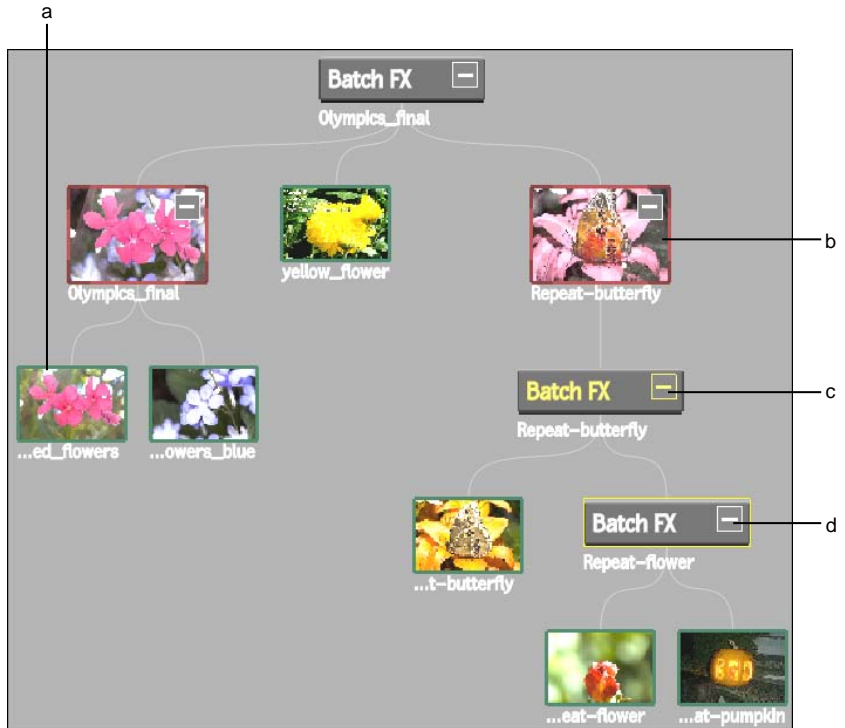 a
Batch FX
Olympics_final
Olympics_final
yellow_flower
Repeat-butterfly
b
...ed_flowers
...owers_blue
Batch FX
c
Repeat-butterfly
...t-butterfly
Batch FX
d
Repeat-flower
...eat-flower
...at-pumpkin